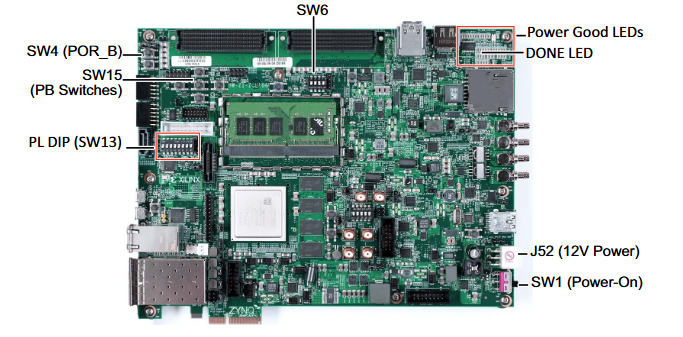 SW6
Power Good LEDs
DONE LED
SW4 (POR_B)
SW15
(PB Switches)
PL DIP (SW13)
XILINX
J52 (12V Power)
SW1 (Power-On)
ZYNQ